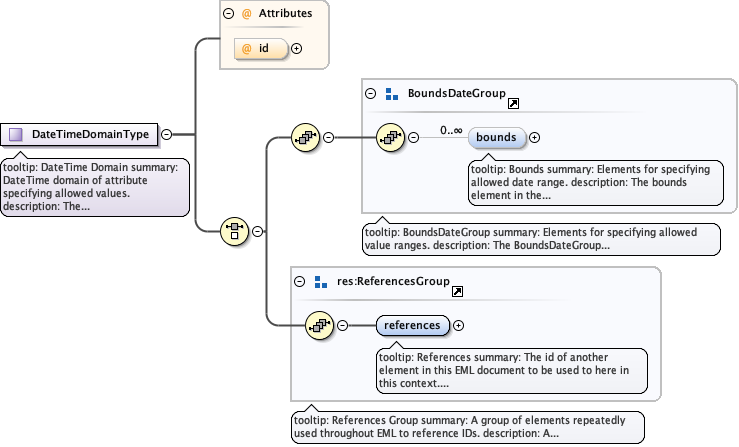 @ Attributes
@ id
BoundsDateGroup
0..∞
bounds
tooltip: Bounds summary: Elements for specifying
allowed date range. description: The bounds
element in the...
DateTimeDomainType
tooltip: DateTime Domain summary:
DateTime domain of attribute
specifying allowed values.
description: The...
tooltip: BoundsDateGroup summary: Elements for specifying allowed
value ranges. description: The BoundsDateGroup...
res:ReferencesGroup
references
tooltip: References summary: The id of another
element in this EML document to be used to here in
this context....
tooltip: References Group summary: A group of elements repeatedly
used throughout EML to reference IDs. description: A...